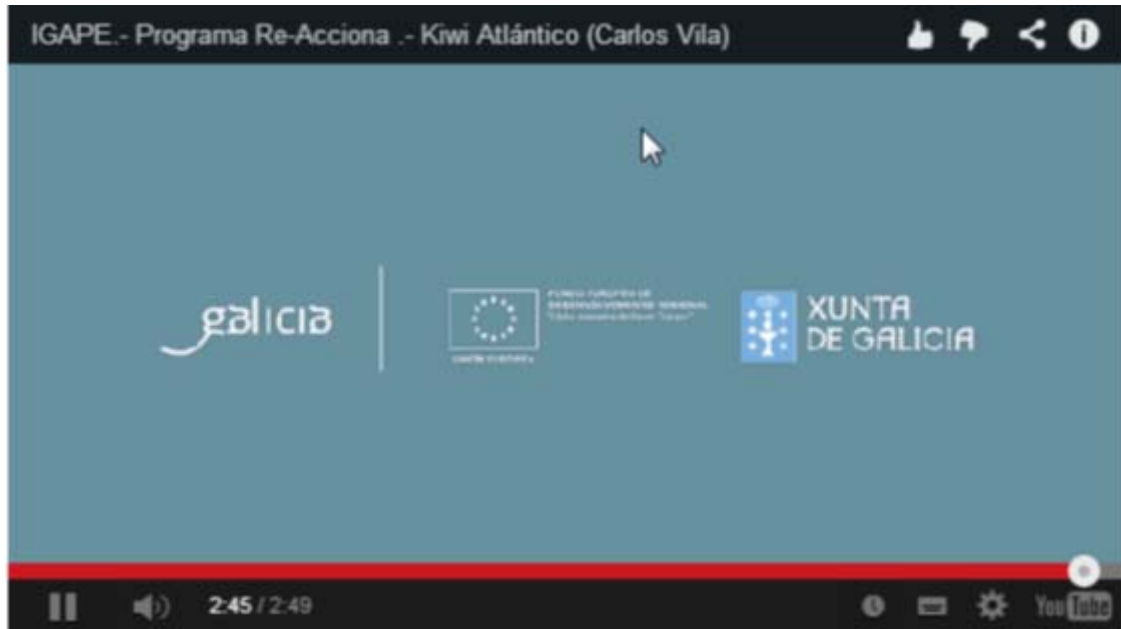 IGAPE.- Programa Re-Acciona .- Kiwi Atlántico (Carlos Vila)
galicia
XUNTA
DE GALICIA
2:45 / 2:49
YouTube